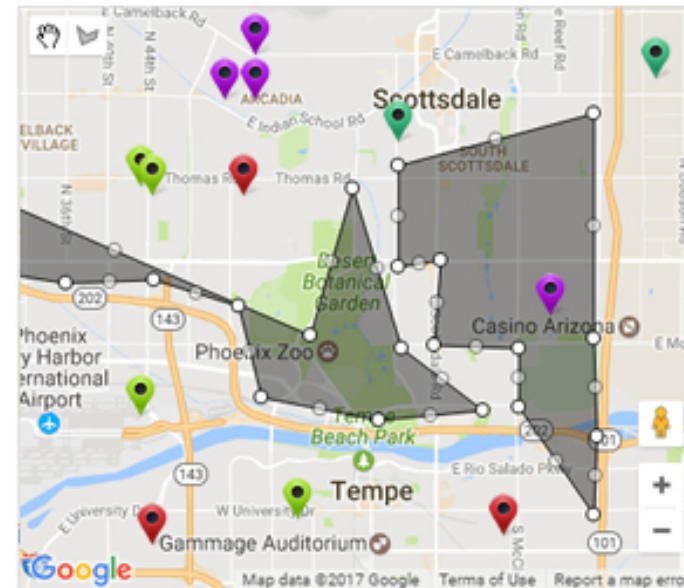 E Camelback Rd
N 44th St
E Camelback Rd
ARCADIA
Scottsdale
ELBACK
VILLAGE
E Indian School Rd
SOUTH
SCOTTSDALE
Thomas Rd
Thomas Rd
N 36th St
Desert
Botanical
Garden
202
143
Casino Arizona
Phoenix
y Harbor
ernational
Airport
Phoenix Zoo
Tempe
Beach Park
202
101
E Rio Salado Pkwy
143
Tempe
E University Dr
W University Dr
Gammage Auditorium
S McCl
101
Google
Map data ©2017 Google
Terms of Use
Report a map erro